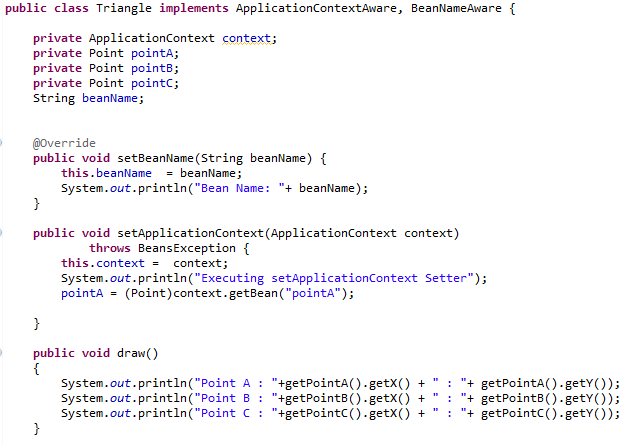 public class Triangle implements ApplicationContextAware, BeanNameAware {
private ApplicationContext context;
private Point pointA;
private Point pointB;
private Point pointC;
String beanName;
@Override
public void setBeanName(String beanName) {
this.beanName  = beanName;
System.out.println("Bean Name: "+ beanName);
}
public void setApplicationContext(ApplicationContext context)
throws BeansException {
this.context =  context;
System.out.println("Executing setApplicationContext Setter");
pointA = (Point)context.getBean("pointA");
}
public void draw()
{
System.out.println("Point A : "+getPointA().getX() + " : "+ getPointA().getY());
System.out.println("Point B : "+getPointB().getX() + " : "+ getPointB().getY());
System.out.println("Point C : "+getPointC().getX() + " : "+ getPointC().getY());
}